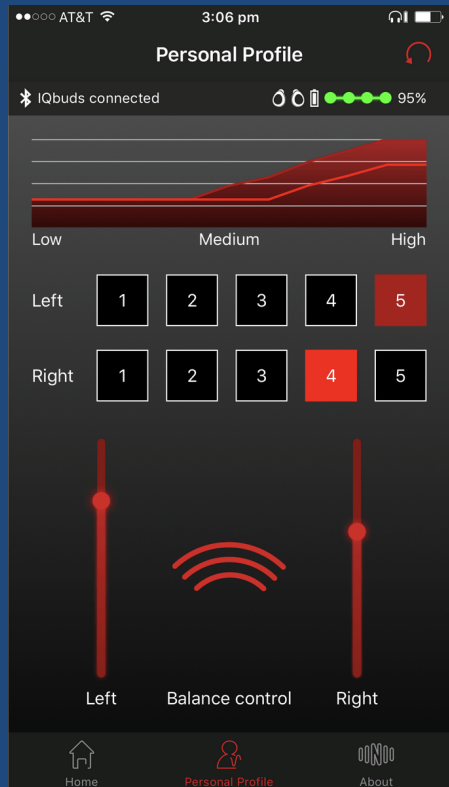 AT&T 3:06 pm
Personal Profile
IQbuds connected 95%
Low Medium High
Left 1 2 3 4 5
Right 1 2 3 4 5
Left Balance control Right
Home Personal Profile About